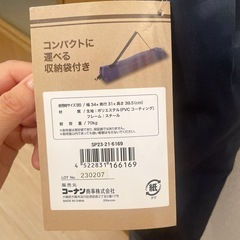 コンパクトに
運べる
収納袋付き
使用時サイズ(約)／幅34×奥行31×高さ39.5(cm)
材質／生地:ポリエステル(PVCコーティング)
フレーム:スチール
耐荷重／70kg
SP23-21-6169
4 522831 166169
LOT No. 230207
販売元
コーナン商事株式会社
紙